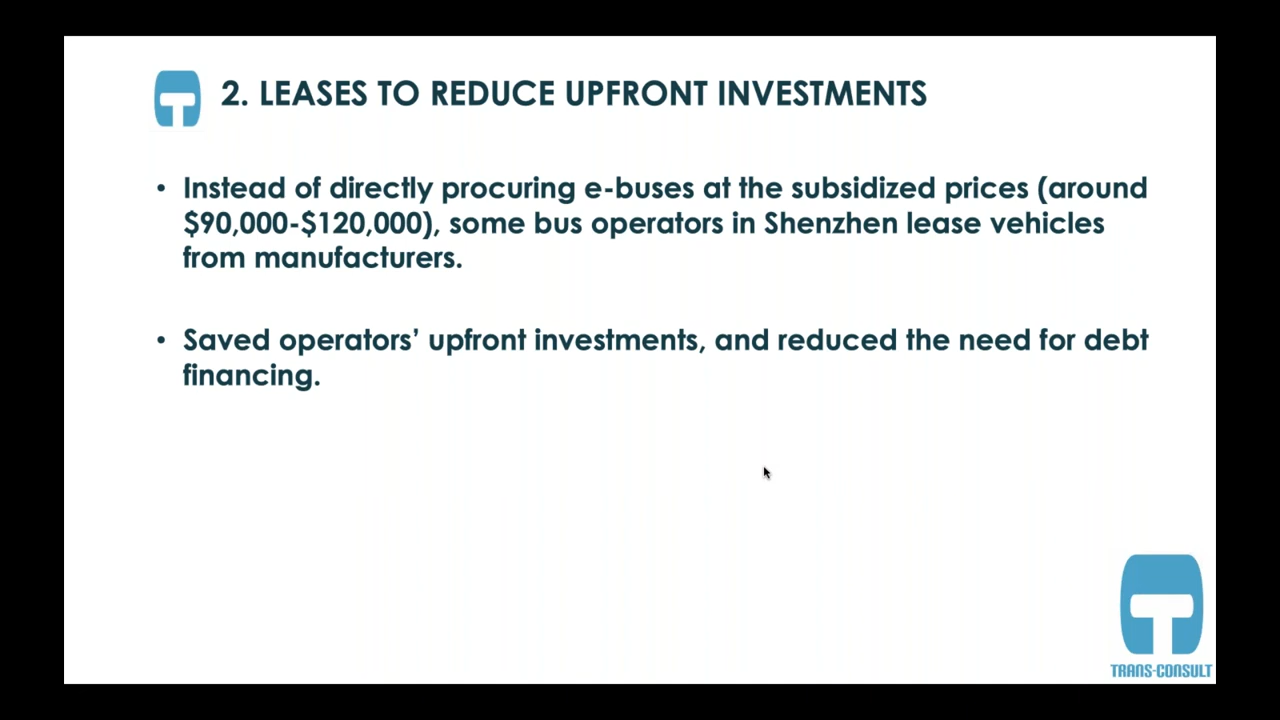 2. LEASES TO REDUCE UPFRONT INVESTMENTS
• Instead of directly procuring e-buses at the subsidized prices (around
$90,000-$120,000), some bus operators in Shenzhen lease vehicles
from manufacturers.
• Saved operators’ upfront investments, and reduced the need for debt
financing.
TRANS-CONSULT